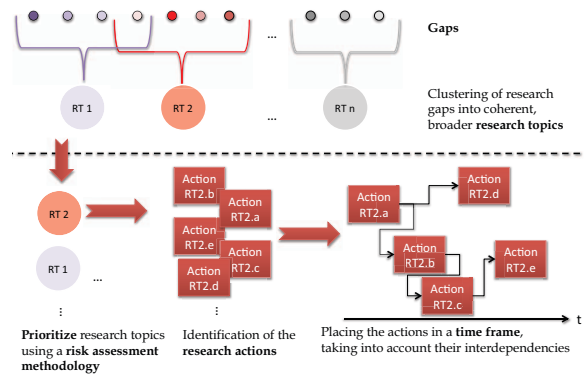 ...
Gaps
RT 1
RT 2
...
RT n
Clustering of research
gaps into coherent,
broader research topics
RT 2
RT 1
...
...
Action
RT2.b
Action
RT2.a
Action
RT2.e
Action
RT2.c
Action
RT2.d
...
Action
RT2.a
Action
RT2.d
Action
RT2.b
Action
RT2.e
Action
RT2.c
t
Prioritize research topics
using a risk assessment
methodology
Identification of the
research actions
Placing the actions in a time frame,
taking into account their interdependencies